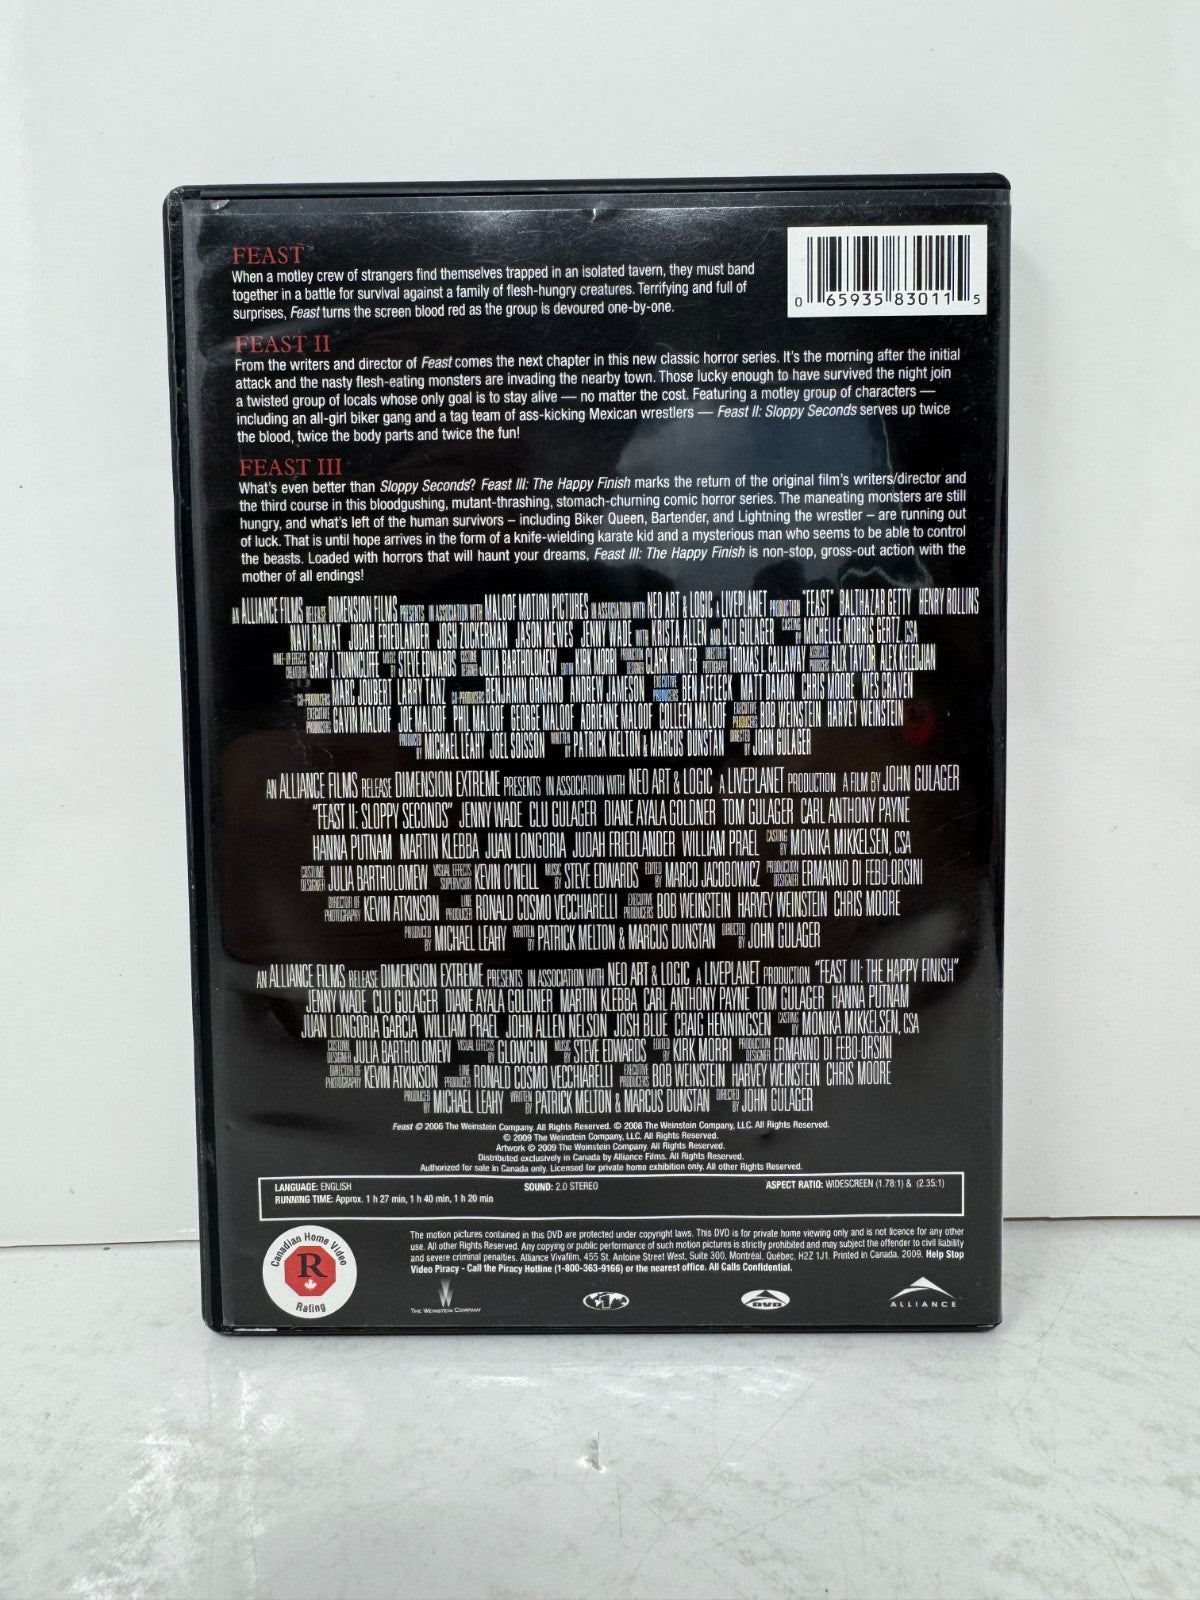 FEAST
When a motley crew of strangers find themselves trapped in an isolated tavern, they must band
together in a battle for survival against a family of flesh-hungry creatures. Terrifying and full of
surprises, Feast turns the screen blood red as the group is devoured one-by-one.
0 65935 83011 5
FEAST II
From the writers and director of Feast comes the next chapter in this new classic horror series. It's the morning after the initial
attack and the nasty flesh-eating monsters are invading the nearby town. Those lucky enough to have survived the night join
a twisted group of locals whose only goal is to stay alive — no matter the cost. Featuring a motley group of characters —
including an all-girl biker gang and a tag team of ass-kicking Mexican wrestlers — Feast II: Sloppy Seconds serves up twice
the blood, twice the body parts and twice the fun!
FEAST III
What's even better than Sloppy Seconds? Feast III: The Happy Finish marks the return of the original film's writers/director and
the third course in this bloodgushing, mutant-thrashing, stomach-churning comic horror series. The maneating monsters are still
hungry, and what's left of the human survivors – including Biker Queen, Bartender, and Lightning the wrestler – are running out
of luck. That is until hope arrives in the form of a knife-wielding karate kid and a mysterious man who seems to be able to control
the beasts. Loaded with horrors that will haunt your dreams, Feast III: The Happy Finish is non-stop, gross-out action with the
mother of all endings!
AN ALLIANCE FILMS RELEASE DIMENSION FILMS PRESENTS IN ASSOCIATION WITH MALOOF MOTION PICTURES IN ASSOCIATION WITH NEO ART & LOGIC A LIVEPLANET PRODUCTION "FEAST" BALTHAZAR GETTY HENRY ROLLINS
NAVI RAWAT JUDAH FRIEDLANDER JOSH ZUCKERMAN JASON MEWES JENNY WADE WITH KRISTA ALLEN AND CLU GULAGER CASTING BY MICHELLE MORRIS GERTZ, CSA
MAKE-UP EFFECTS CREATED BY GARY J. TUNNICLIFFE MUSIC BY STEVE EDWARDS COSTUME DESIGNER JULIA BARTHOLOMEW EDITOR KIRK MORRI PRODUCTION DESIGNER CLARK HUNTER DIRECTOR OF PHOTOGRAPHY THOMAS L. CALLAWAY ASSOCIATE PRODUCERS ALIX TAYLOR ALEX KELEDJIAN
CO-PRODUCERS MARC JOUBERT LARRY TANZ CO-PRODUCERS BENJAMIN ORMAND ANDREW JAMESON EXECUTIVE PRODUCERS BEN AFFLECK MATT DAMON CHRIS MOORE WES CRAVEN
EXECUTIVE PRODUCERS GAVIN MALOOF JOE MALOOF PHIL MALOOF GEORGE MALOOF ADRIENNE MALOOF COLLEEN MALOOF EXECUTIVE PRODUCERS BOB WEINSTEIN HARVEY WEINSTEIN
PRODUCED BY MICHAEL LEAHY JOEL SOISSON WRITTEN BY PATRICK MELTON & MARCUS DUNSTAN DIRECTED BY JOHN GULAGER
AN ALLIANCE FILMS RELEASE DIMENSION EXTREME PRESENTS IN ASSOCIATION WITH NEO ART & LOGIC A LIVEPLANET PRODUCTION A FILM BY JOHN GULAGER
"FEAST II: SLOPPY SECONDS" JENNY WADE CLU GULAGER DIANE AYALA GOLDNER TOM GULAGER CARL ANTHONY PAYNE
HANNA PUTNAM MARTIN KLEBBA JUAN LONGORIA JUDAH FRIEDLANDER WILLIAM PRAEL CASTING BY MONIKA MIKKELSEN, CSA
COSTUME DESIGNER JULIA BARTHOLOMEW VISUAL EFFECTS SUPERVISOR KEVIN O'NEILL MUSIC BY STEVE EDWARDS EDITED BY MARCO JACOBOWICZ PRODUCTION DESIGNER ERMANNO DI FEBO-ORSINI
DIRECTOR OF PHOTOGRAPHY KEVIN ATKINSON LINE PRODUCER RONALD COSMO VECCHIARELLI EXECUTIVE PRODUCERS BOB WEINSTEIN HARVEY WEINSTEIN CHRIS MOORE
PRODUCED BY MICHAEL LEAHY WRITTEN BY PATRICK MELTON & MARCUS DUNSTAN DIRECTED BY JOHN GULAGER
AN ALLIANCE FILMS RELEASE DIMENSION EXTREME PRESENTS IN ASSOCIATION WITH NEO ART & LOGIC A LIVEPLANET PRODUCTION "FEAST III: THE HAPPY FINISH"
JENNY WADE CLU GULAGER DIANE AYALA GOLDNER MARTIN KLEBBA CARL ANTHONY PAYNE TOM GULAGER HANNA PUTNAM
JUAN LONGORIA GARCIA WILLIAM PRAEL JOHN ALLEN NELSON JOSH BLUE CRAIG HENNINGSEN CASTING BY MONIKA MIKKELSEN, CSA
COSTUME DESIGNER JULIA BARTHOLOMEW VISUAL EFFECTS BY GLOWGUN MUSIC BY STEVE EDWARDS EDITED BY KIRK MORRI PRODUCTION DESIGNER ERMANNO DI FEBO-ORSINI
DIRECTOR OF PHOTOGRAPHY KEVIN ATKINSON LINE PRODUCER RONALD COSMO VECCHIARELLI EXECUTIVE PRODUCERS BOB WEINSTEIN HARVEY WEINSTEIN CHRIS MOORE
PRODUCED BY MICHAEL LEAHY WRITTEN BY PATRICK MELTON & MARCUS DUNSTAN DIRECTED BY JOHN GULAGER
Feast © 2006 The Weinstein Company. All Rights Reserved. © 2008 The Weinstein Company, LLC. All Rights Reserved.
© 2009 The Weinstein Company, LLC. All Rights Reserved.
Artwork © 2009 The Weinstein Company. All Rights Reserved.
Distributed exclusively in Canada by Alliance Films. All Rights Reserved.
Authorized for sale in Canada only. Licensed for private home exhibition only. All other Rights Reserved.
LANGUAGE: ENGLISH SOUND: 2.0 STEREO ASPECT RATIO: WIDESCREEN (1.78:1) & (2.35:1)
RUNNING TIME: Approx. 1 h 27 min, 1 h 40 min, 1 h 20 min
Canadian Home Video
R
Rating
The motion pictures contained in this DVD are protected under copyright laws. This DVD is for private home viewing only and is not licence for any other
use. All other Rights Reserved. Any copying or public performance of such motion pictures is strictly prohibited and may subject the offender to civil liability
and severe criminal penalties. Alliance Vivafilm, 455 St. Antoine Street West, Suite 300, Montréal, Québec, H2Z 1J1. Printed in Canada, 2009. Help Stop
Video Piracy - Call the Piracy Hotline (1-800-363-9166) or the nearest office. All Calls Confidential.
THE WEINSTEIN COMPANY
1
DVD
ALLIANCE